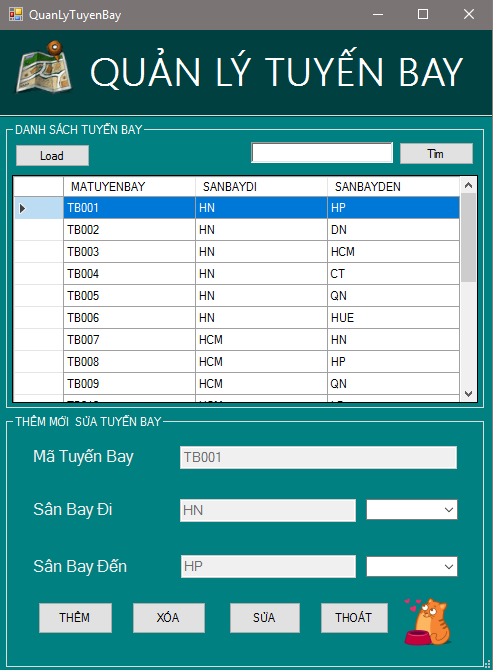 QuanLyTuyenBay
QUẢN LÝ TUYẾN BAY
DANH SÁCH TUYẾN BAY
Load Tìm
MATUYENBAY SANBAYDI SANBAYDEN
TB001 HN HP
TB002 HN DN
TB003 HN HCM
TB004 HN CT
TB005 HN QN
TB006 HN HUE
TB007 HCM HN
TB008 HCM HP
TB009 HCM QN
THÊM MỚI SỬA TUYẾN BAY
Mã Tuyến Bay TB001
Sân Bay Đi HN
Sân Bay Đến HP
THÊM XÓA SỬA THOÁT